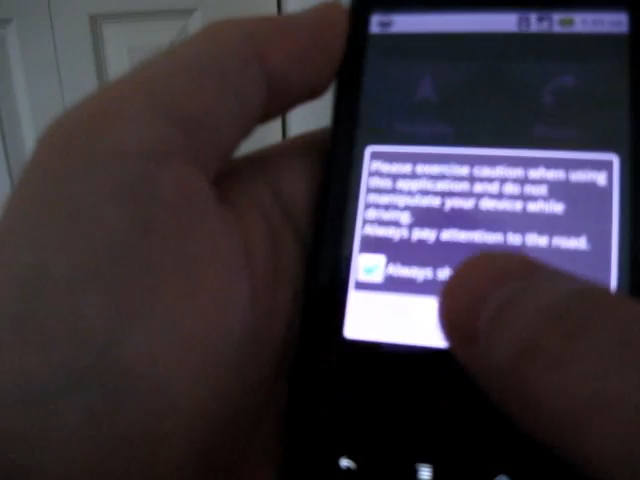 Please exercise caution when using
this application and do not
manipulate your device while
driving.
Always pay attention to the road.
Always sh